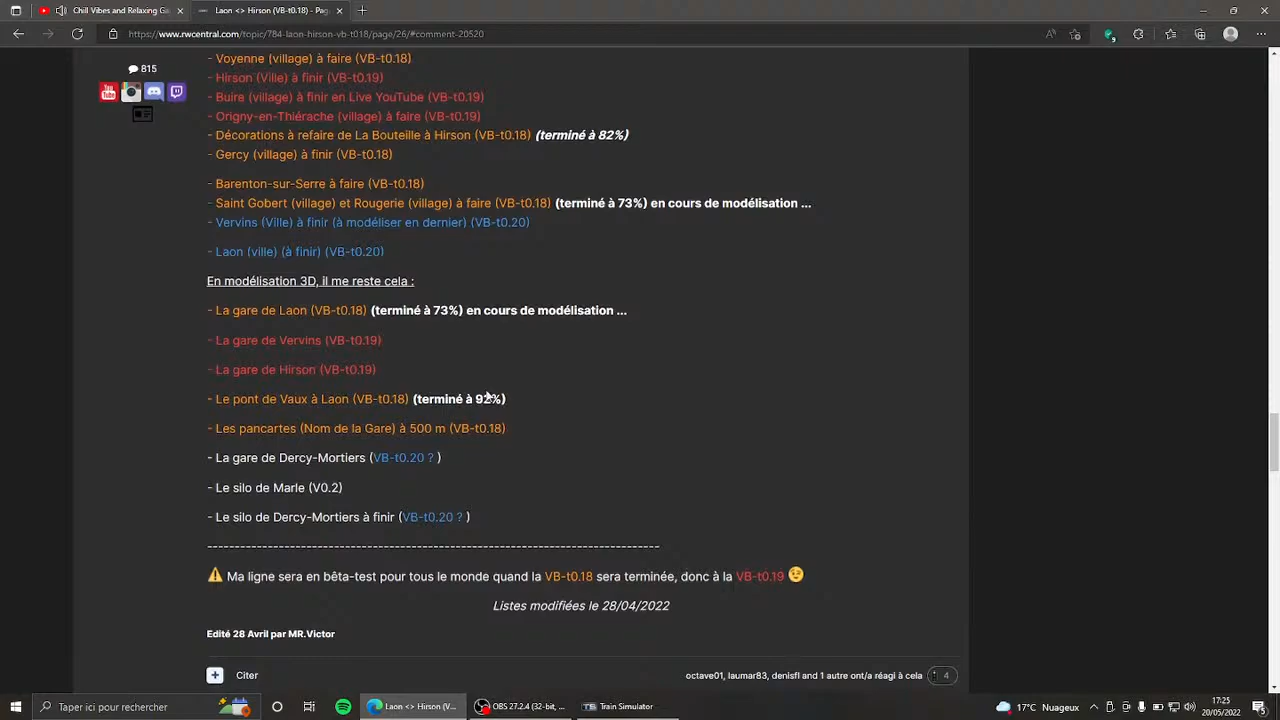 Chill Vibes and Relaxing Ga
Laon <> Hirson (VB-t0.18) - Pag
https://www.rwcentral.com/topic/784-laon-hirson-vb-t018/page/26/#comment-20520
815
- Voyenne (village) à faire (VB-t0.18)
- Hirson (Ville) à finir (VB-t0.19)
- Buire (village) à finir en Live YouTube (VB-t0.19)
- Origny-en-Thiérache (village) à faire (VB-t0.19)
- Décorations à refaire de La Bouteille à Hirson (VB-t0.18) (terminé à 82%)
- Gercy (village) à finir (VB-t0.18)
- Barenton-sur-Serre à faire (VB-t0.18)
- Saint Gobert (village) et Rougerie (village) à faire (VB-t0.18) (terminé à 73%) en cours de modélisation ...
- Vervins (Ville) à finir (à modéliser en dernier) (VB-t0.20)
- Laon (ville) (à finir) (VB-t0.20)
En modélisation 3D, il me reste cela :
- La gare de Laon (VB-t0.18) (terminé à 73%) en cours de modélisation ...
- La gare de Vervins (VB-t0.19)
- La gare de Hirson (VB-t0.19)
- Le pont de Vaux à Laon (VB-t0.18) (terminé à 92%)
- Les pancartes (Nom de la Gare) à 500 m (VB-t0.18)
- La gare de Dercy-Mortiers (VB-t0.20 ? )
- Le silo de Marle (V0.2)
- Le silo de Dercy-Mortiers à finir (VB-t0.20 ? )
------------------------------------------------------------------------------------
Ma ligne sera en bêta-test pour tous le monde quand la VB-t0.18 sera terminée, donc à la VB-t0.19
Listes modifiées le 28/04/2022
Edité 28 Avril par MR.Victor
+ Citer
octave01, laumar83, denisfl and 1 autre ont/a réagi à cela
4
Taper ici pour rechercher
Laon <> Hirson (V...
OBS 27.2.4 (32-bit, ...
Train Simulator
17°C Nuageux
17:25
20/05/2022